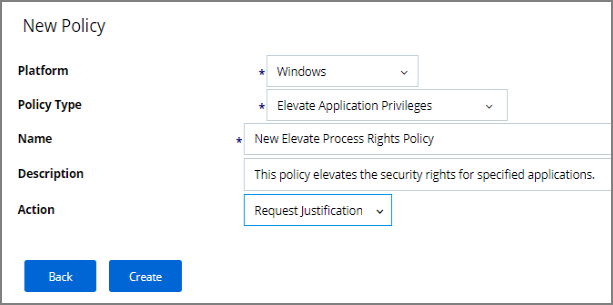 New Policy
Platform * Windows
Policy Type * Elevate Application Privileges
Name * New Elevate Process Rights Policy
Description This policy elevates the security rights for specified applications.
Action Request Justification
Back Create